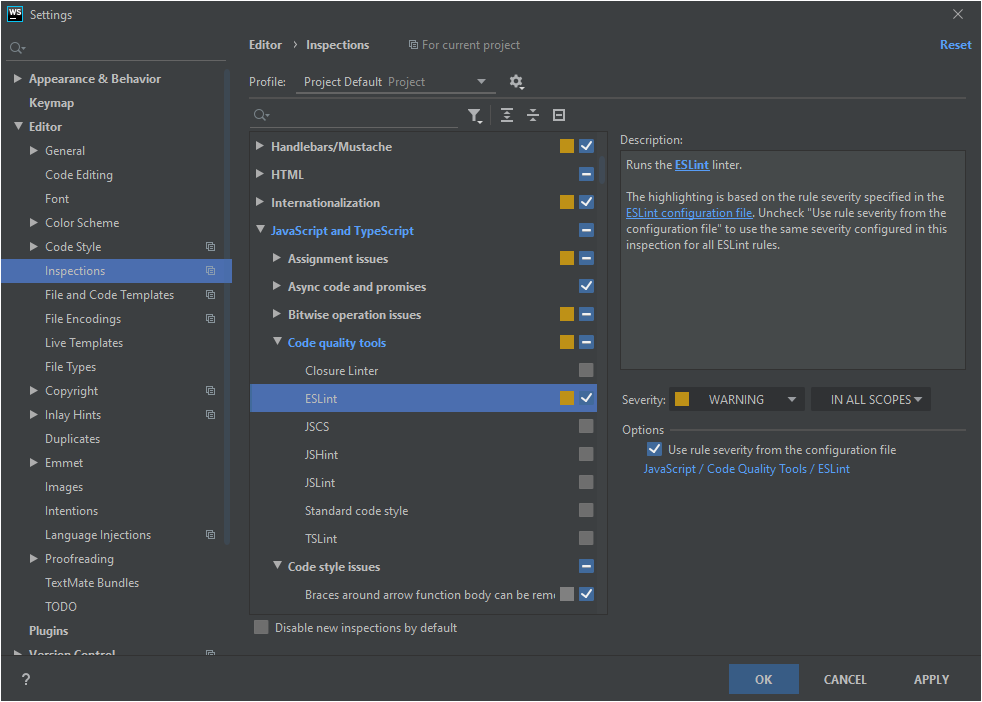 WS Settings
Editor › Inspections For current project Reset
Profile: Project Default Project
Appearance & Behavior
Keymap
Editor
General
Code Editing
Font
Color Scheme
Code Style
Inspections
File and Code Templates
File Encodings
Live Templates
File Types
Copyright
Inlay Hints
Duplicates
Emmet
Images
Intentions
Language Injections
Proofreading
TextMate Bundles
TODO
Plugins
Version Control
Handlebars/Mustache
HTML
Internationalization
JavaScript and TypeScript
Assignment issues
Async code and promises
Bitwise operation issues
Code quality tools
Closure Linter
ESLint
JSCS
JSHint
JSLint
Standard code style
TSLint
Code style issues
Braces around arrow function body can be rem
Disable new inspections by default
Description:
Runs the ESLint linter.
The highlighting is based on the rule severity specified in the
ESLint configuration file. Uncheck "Use rule severity from the
configuration file" to use the same severity configured in this
inspection for all ESLint rules.
Severity: WARNING IN ALL SCOPES
Options
Use rule severity from the configuration file
JavaScript / Code Quality Tools / ESLint
? OK CANCEL APPLY